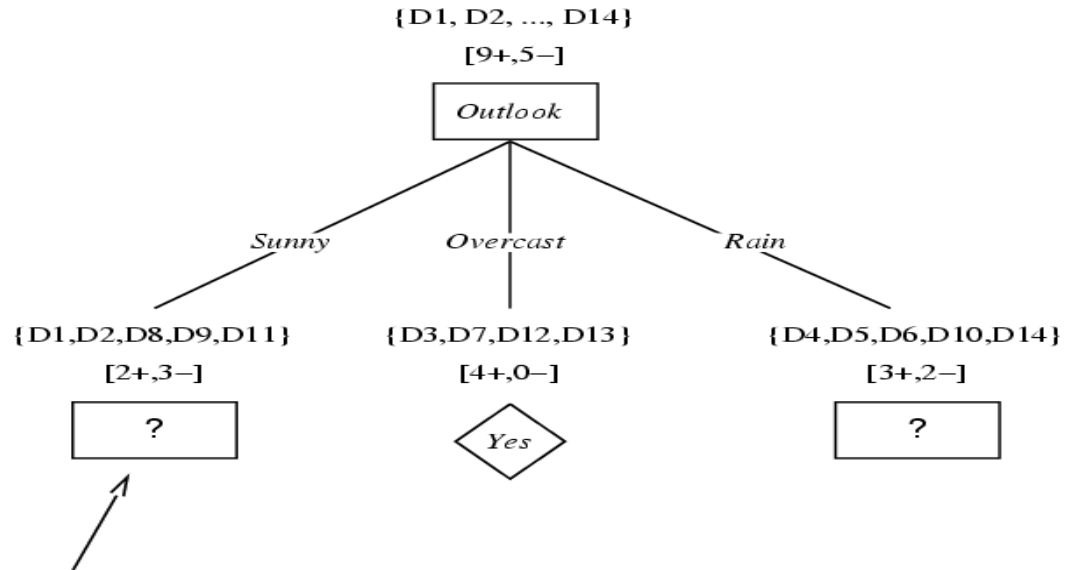 {D1, D2, ..., D14}
[9+,5−]
Outlook
Sunny Overcast Rain
{D1,D2,D8,D9,D11} {D3,D7,D12,D13} {D4,D5,D6,D10,D14}
[2+,3−] [4+,0−] [3+,2−]
? Yes ?